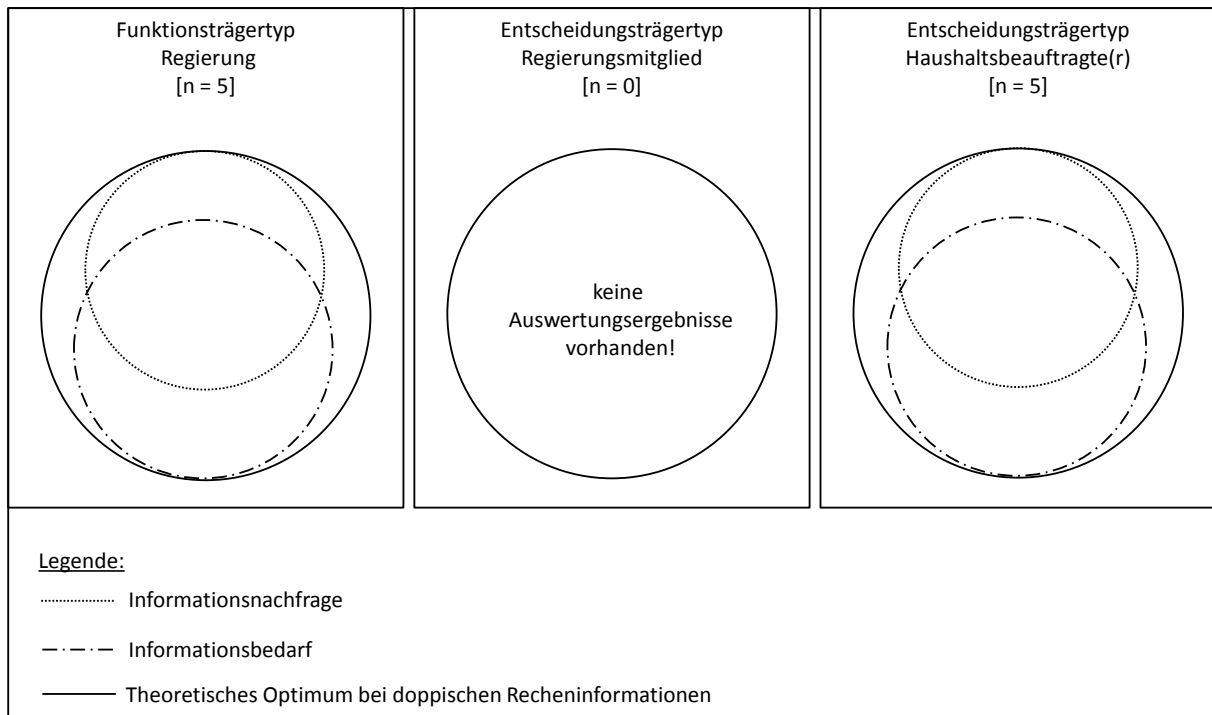 Funktionsträgertyp
Regierung
[n = 5]
Entscheidungsträgertyp
Regierungsmitglied
[n = 0]
Entscheidungsträgertyp
Haushaltsbeauftragte(r)
[n = 5]
keine
Auswertungsergebnisse
vorhanden!
Legende:
Informationsnachfrage
Informationsbedarf
Theoretisches Optimum bei doppischen Recheninformationen